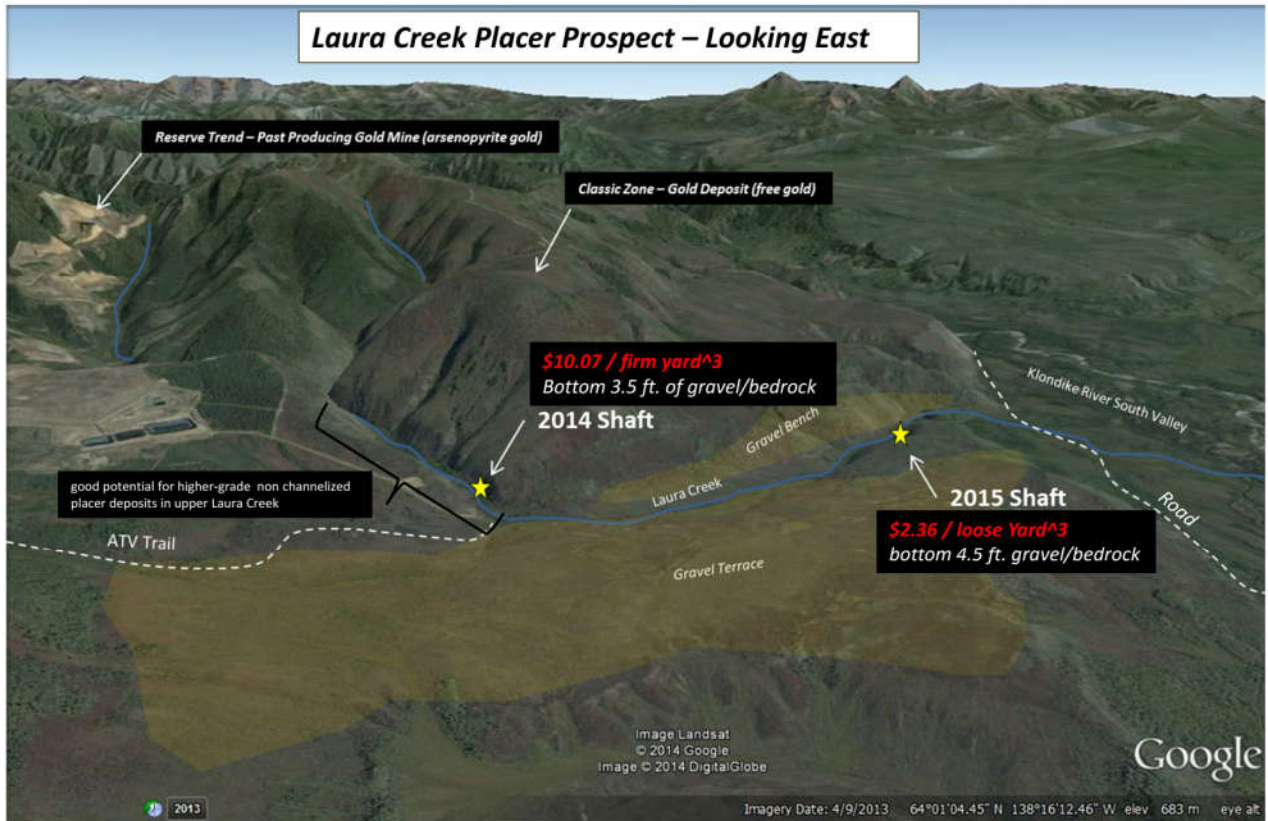 Laura Creek Placer Prospect – Looking East
Reserve Trend – Past Producing Gold Mine (arsenopyrite gold)
Classic Zone – Gold Deposit (free gold)
$10.07 / firm yard^3
Bottom 3.5 ft. of gravel/bedrock
2014 Shaft
Klondike River South Valley
Gravel Bench
good potential for higher-grade non channelized
placer deposits in upper Laura Creek
Laura Creek
2015 Shaft
Road
$2.36 / loose Yard^3
bottom 4.5 ft. gravel/bedrock
ATV Trail
Gravel Terrace
Image Landsat
© 2014 Google
Image © 2014 DigitalGlobe
Google
2013
Imagery Date: 4/9/2013 64°01'04.45" N 138°16'12.46" W elev 683 m eye alt